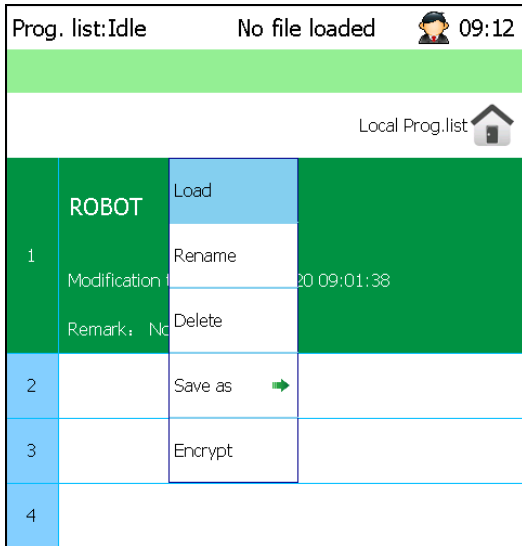 Prog. list:Idle No file loaded 09:12
Local Prog.list
1
ROBOT
Modification 20 09:01:38
Remark:
Load
Rename
Delete
Save as
Encrypt
2
3
4